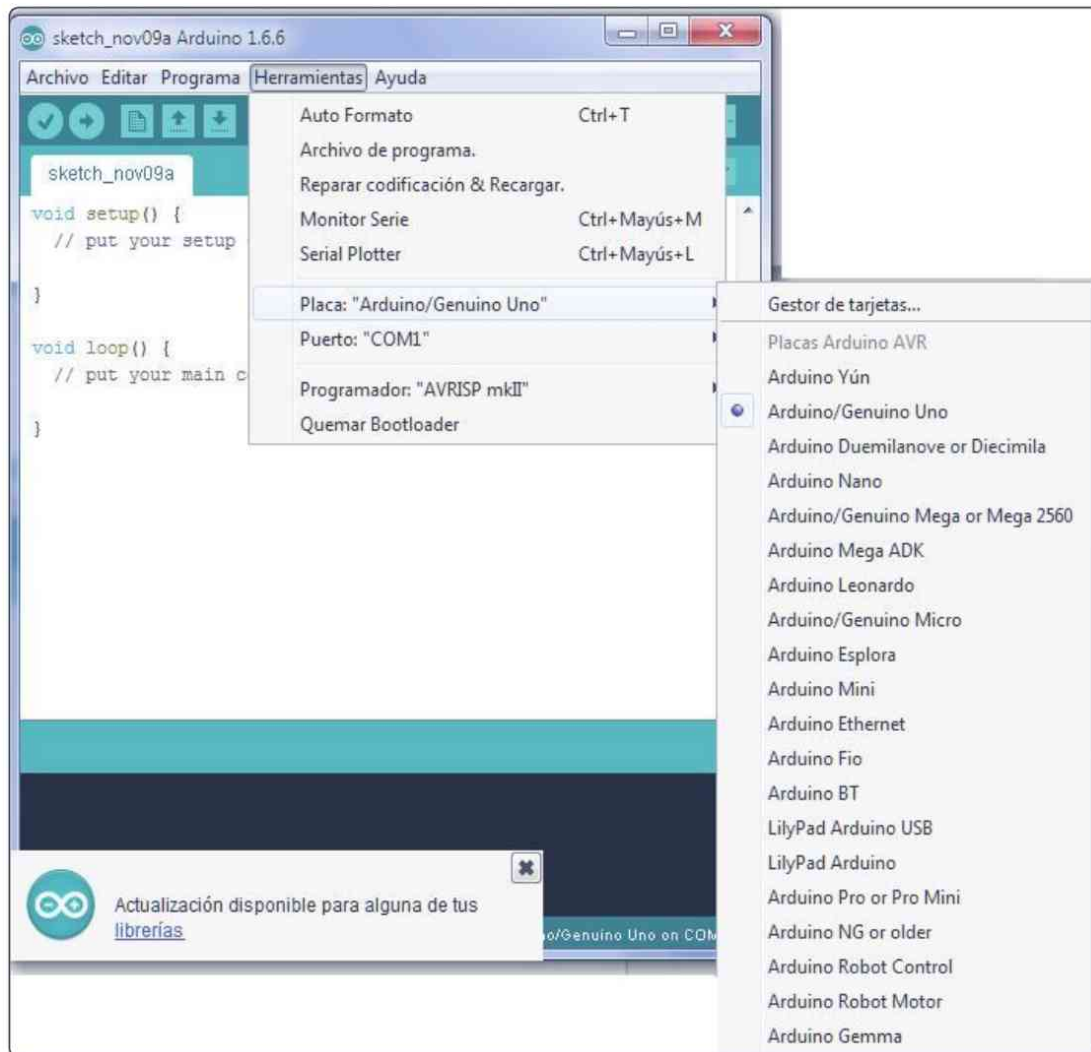 sketch_nov09a Arduino 1.6.6
Archivo Editar Programa Herramientas Ayuda
Auto Formato Ctrl+T
Archivo de programa.
Reparar codificación & Recargar.
Monitor Serie Ctrl+Mayús+M
Serial Plotter Ctrl+Mayús+L
Placa: "Arduino/Genuino Uno"
Puerto: "COM1"
Programador: "AVRISP mkII"
Quemar Bootloader
sketch_nov09a
void setup() {
// put your setup
}
void loop() {
// put your main
}
Gestor de tarjetas...
Placas Arduino AVR
Arduino Yún
Arduino/Genuino Uno
Arduino Duemilanove or Diecimila
Arduino Nano
Arduino/Genuino Mega or Mega 2560
Arduino Mega ADK
Arduino Leonardo
Arduino/Genuino Micro
Arduino Esplora
Arduino Mini
Arduino Ethernet
Arduino Fio
Arduino BT
LilyPad Arduino USB
LilyPad Arduino
Arduino Pro or Pro Mini
Arduino NG or older
Arduino Robot Control
Arduino Robot Motor
Arduino Gemma
Actualización disponible para alguna de tus
librerías
o/Genuino Uno on COM